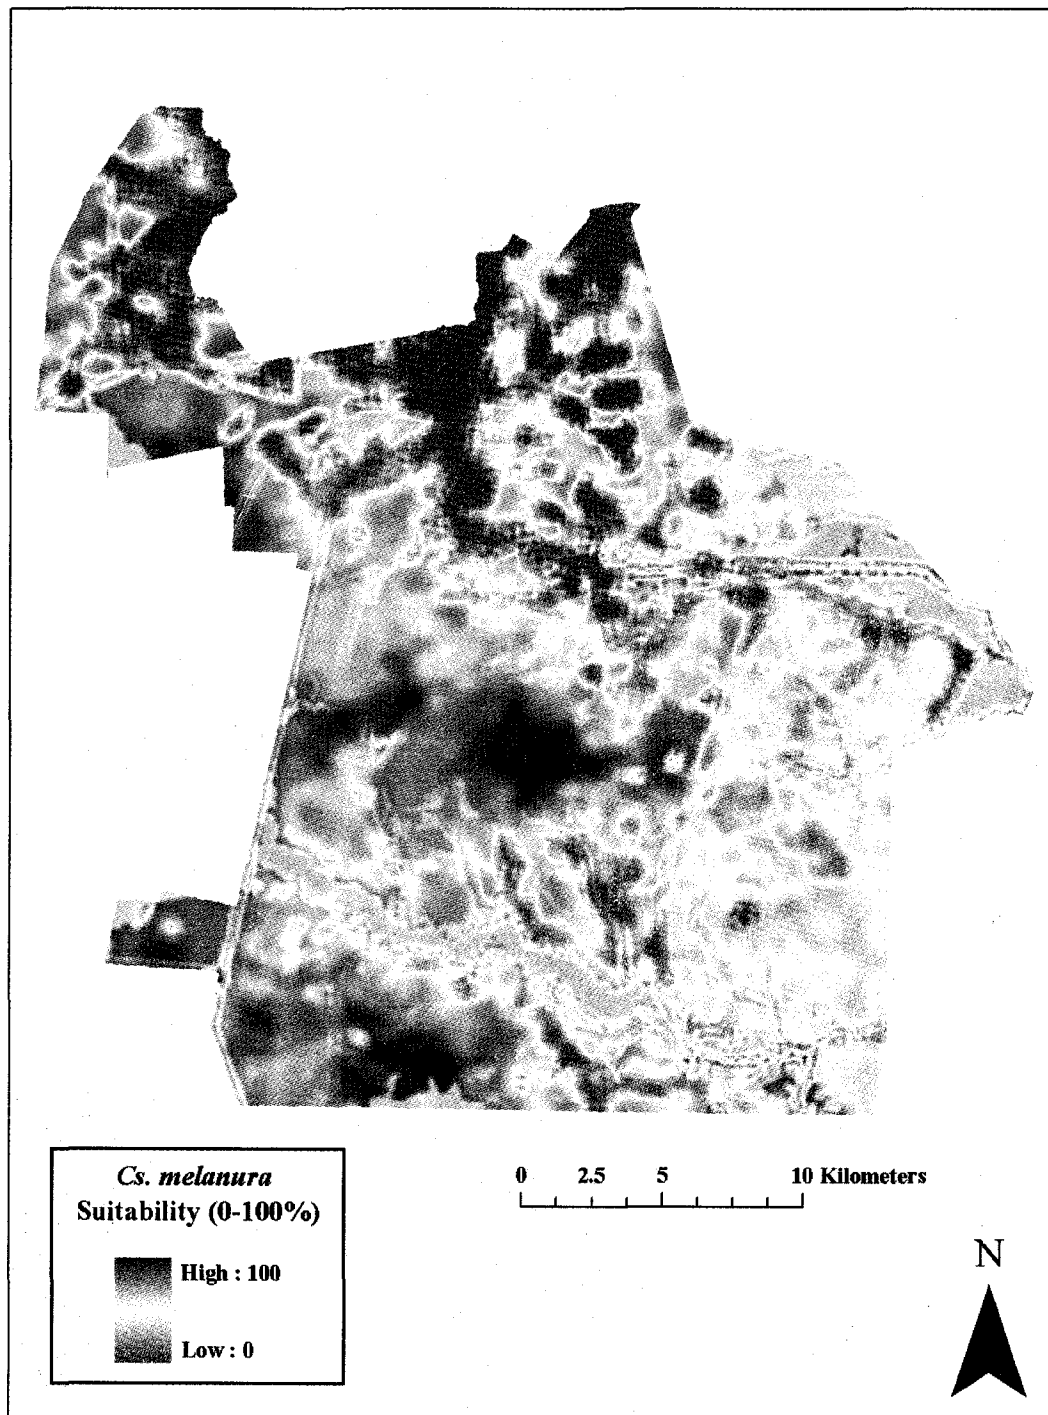 Cs. melanura
Suitability (0-100%)
High : 100
Low : 0
0 2.5 5 10 Kilometers
N